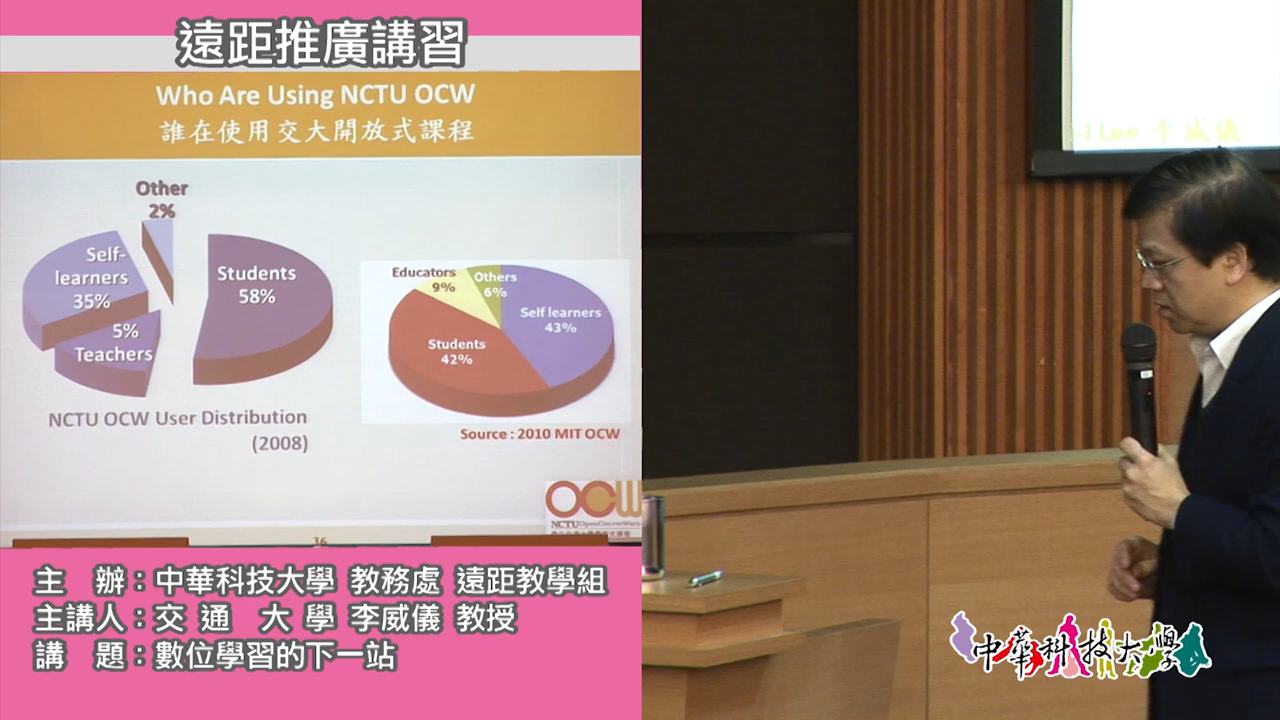 遠距推廣講習
Who Are Using NCTU OCW
誰在使用交大開放式課程
Other
2%
Self-
learners
35%
Students
58%
5%
Teachers
NCTU OCW User Distribution
(2008)
Educators
9%
Others
6%
Self learners
43%
Students
42%
Source : 2010 MIT OCW
OCW
NCTU OpenCourseWare
36
Lee 李威儀
主 辦：中華科技大學 教務處 遠距教學組
主講人：交 通 大 學 李威儀 教授
講 題：數位學習的下一站
中華科技大學